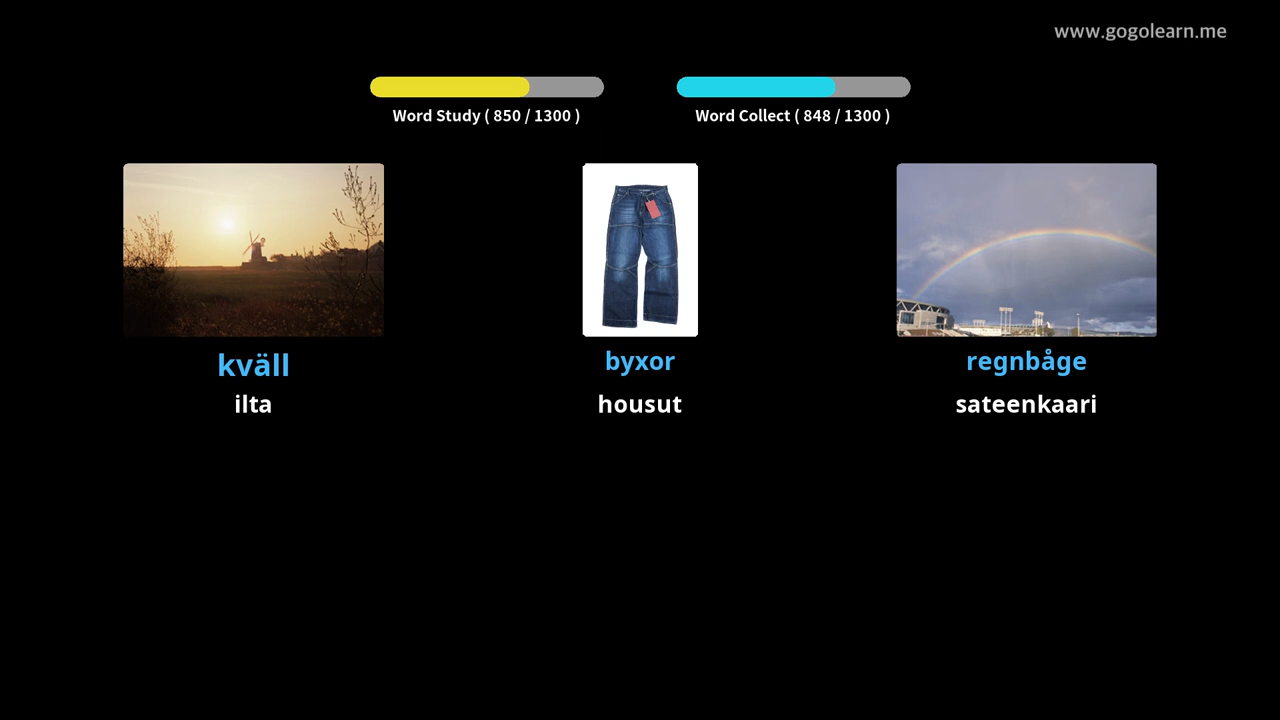 www.gogolearn.me
Word Study ( 850 / 1300 )
Word Collect ( 848 / 1300 )
kväll
ilta
byxor
housut
regnbåge
sateenkaari